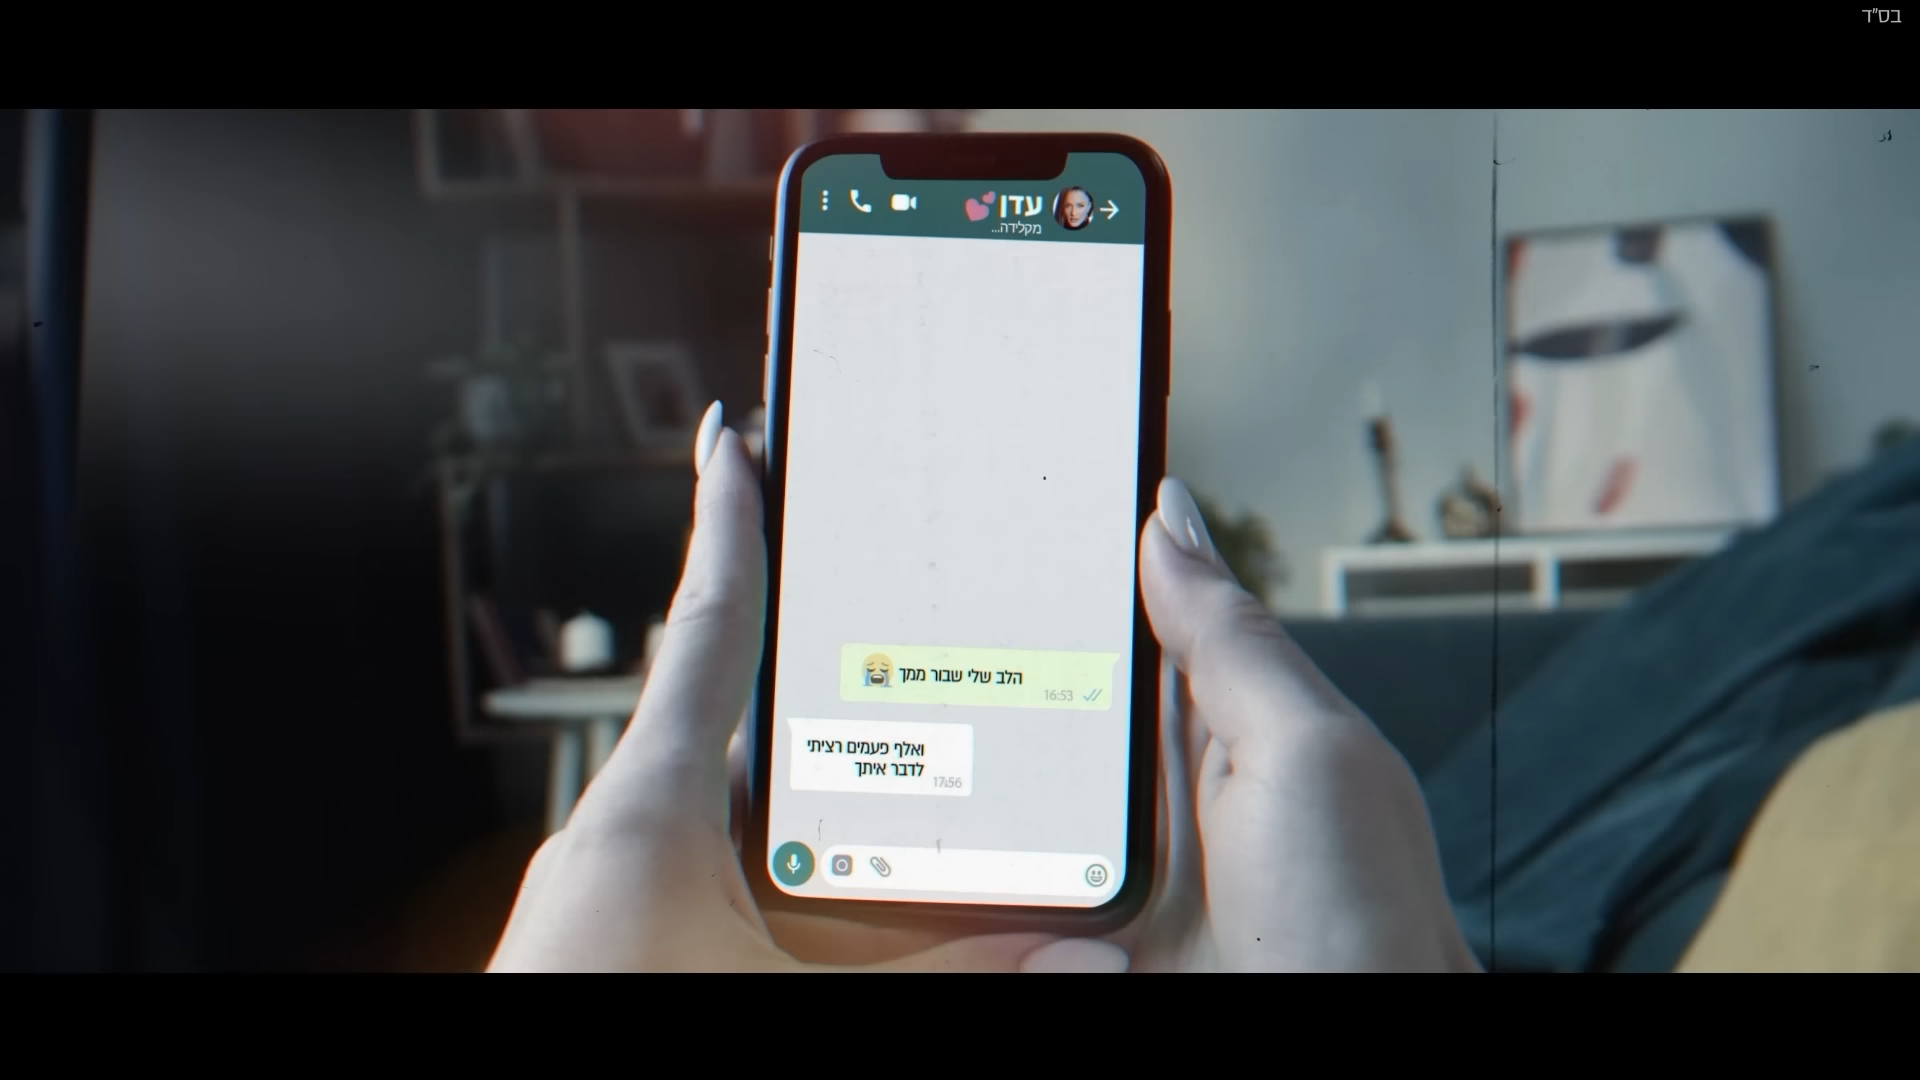 בס"ד
עדן
מקלידה...
הלב שלי שבור ממך
16:53
ואלף פעמים רציתי
לדבר איתך
17:56